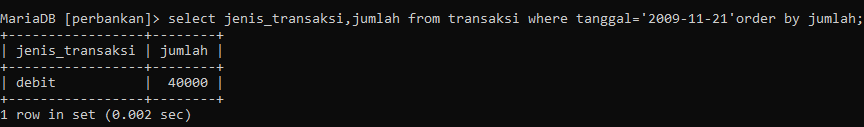 MariaDB [perbankan]> select jenis_transaksi,jumlah from transaksi where tanggal='2009-11-21'order by jumlah;
+-----------------+--------+
| jenis_transaksi | jumlah |
+-----------------+--------+
| debit           |  40000 |
+-----------------+--------+
1 row in set (0.002 sec)